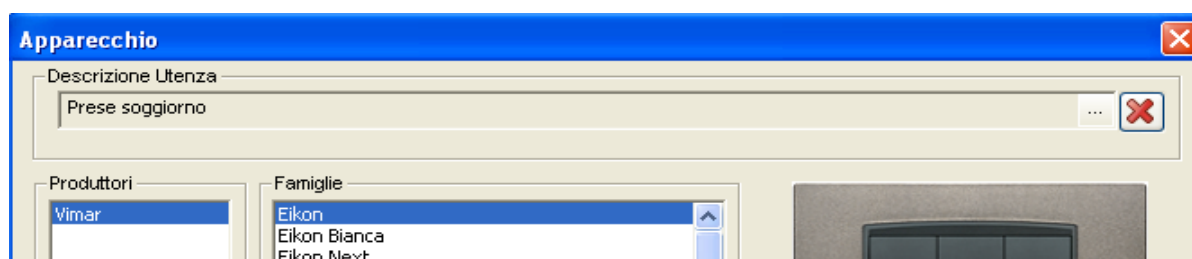 Apparecchio
Descrizione Utenza
Prese soggiorno
...
Produttori
Famiglie
Vimar
Eikon
Eikon Bianca
Eikon Next